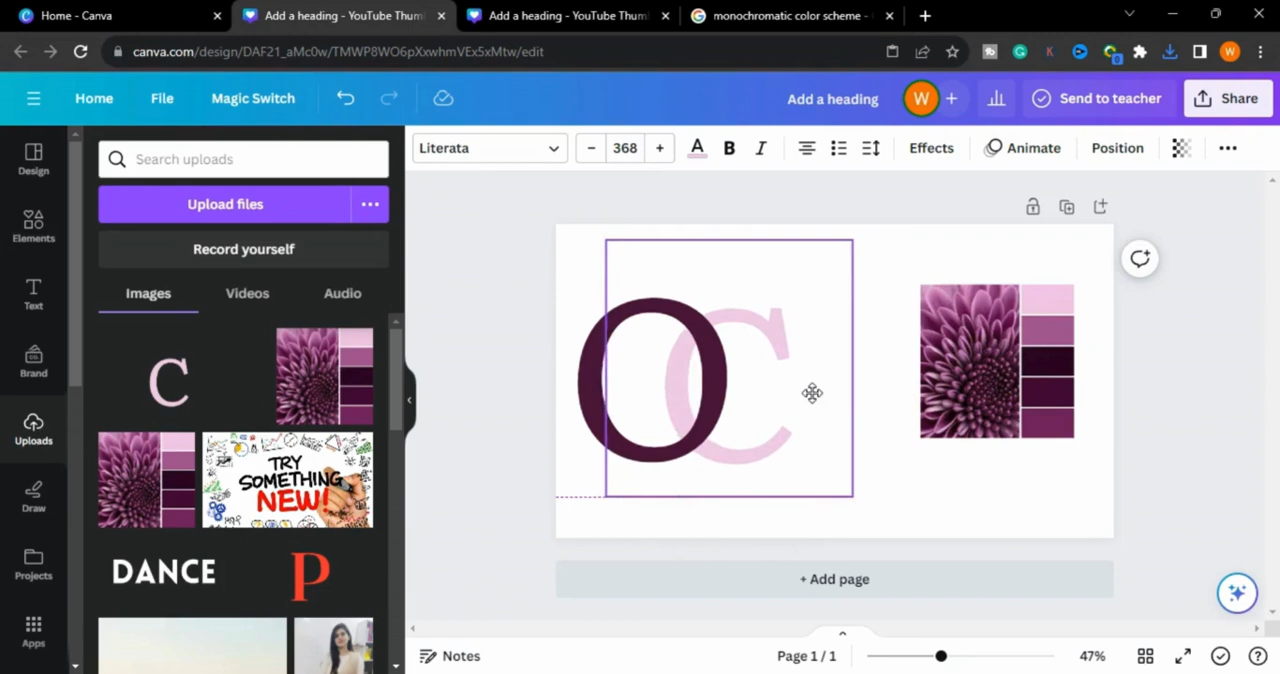 Home - Canva
Add a heading - YouTube Thum
Add a heading - YouTube Thum
monochromatic color scheme -
canva.com/design/DAF21_aMc0w/TMWP8WO6pXxwhmVEx5xMtw/edit
K
W
Home
File
Magic Switch
Add a heading
W
Send to teacher
Share
Design
Elements
Text
Brand
Uploads
Draw
Projects
Apps
Search uploads
Upload files
Record yourself
Images
Videos
Audio
C
TRY
SOMETHING
NEW!
DANCE
P
Literata
368
A
B
I
Effects
Animate
Position
O C
+ Add page
Notes
Page 1 / 1
47%